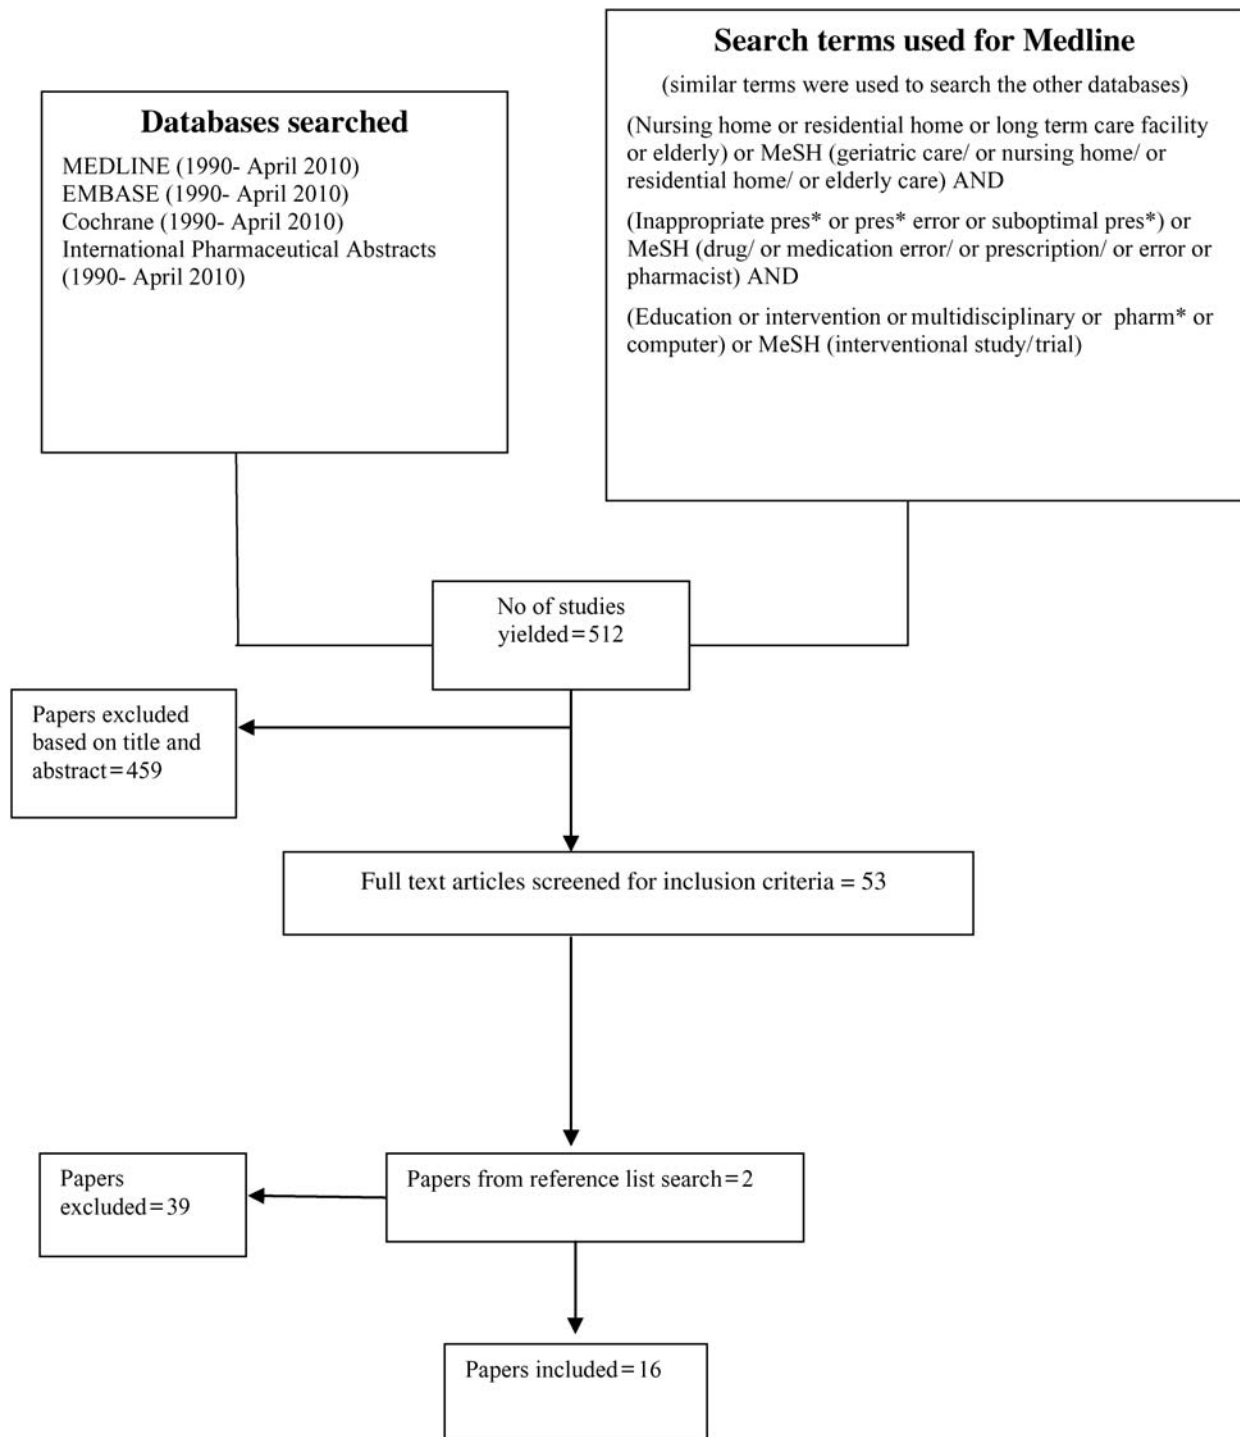 Databases searched
MEDLINE (1990- April 2010)
EMBASE (1990- April 2010)
Cochrane (1990- April 2010)
International Pharmaceutical Abstracts
(1990- April 2010)
Search terms used for Medline
(similar terms were used to search the other databases)
(Nursing home or residential home or long term care facility
or elderly) or MeSH (geriatric care/ or nursing home/ or
residential home/ or elderly care) AND
(Inappropriate pres* or pres* error or suboptimal pres*) or
MeSH (drug/ or medication error/ or prescription/ or error or
pharmacist) AND
(Education or intervention or multidisciplinary or pharm* or
computer) or MeSH (interventional study/trial)
No of studies
yielded=512
Papers excluded
based on title and
abstract=459
Full text articles screened for inclusion criteria = 53
Papers
excluded=39
Papers from reference list search=2
Papers included=16